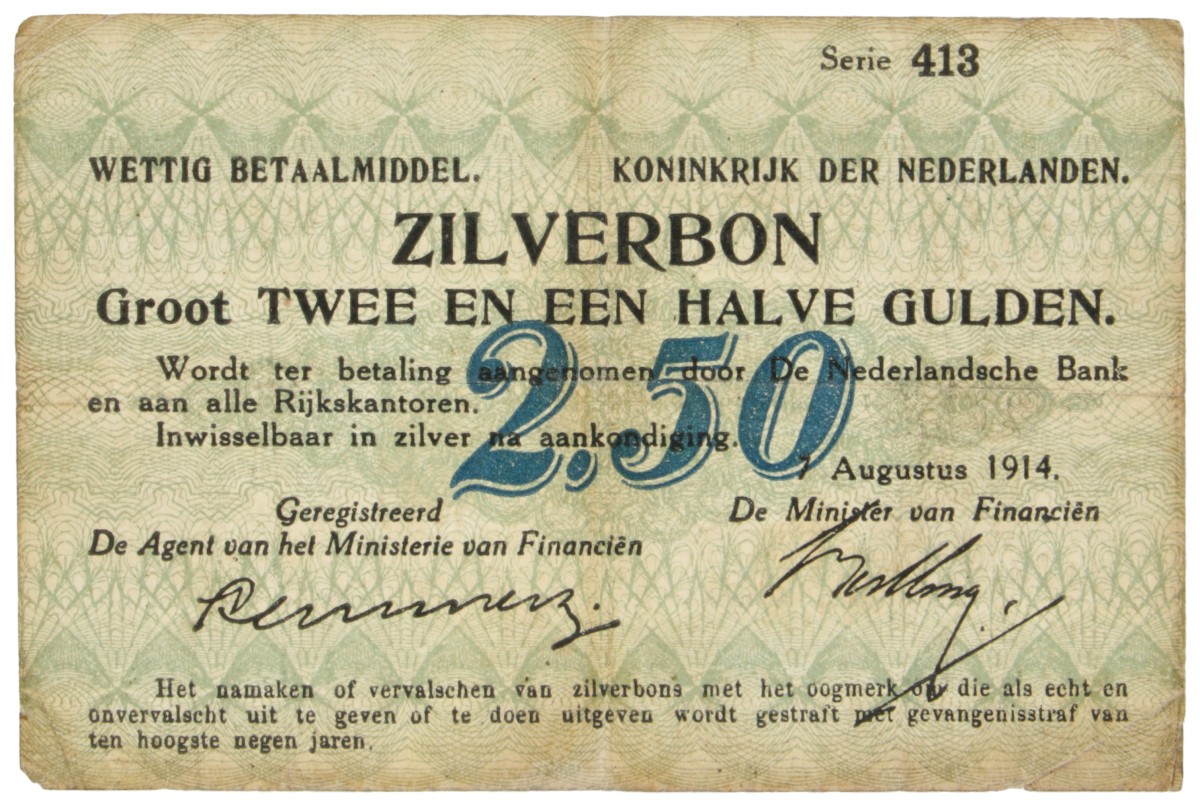 Serie 413
WETTIG BETAALMIDDEL. KONINKRIJK DER NEDERLANDEN.
ZILVERBON
Groot TWEE EN EEN HALVE GULDEN.
2.50
Wordt ter betaling aangenomen door De Nederlandsche Bank
en aan alle Rijkskantoren.
Inwisselbaar in zilver na aankondiging.
7 Augustus 1914.
Geregistreerd
De Agent van het Ministerie van Financiën
De Minister van Financiën
Het namaken of vervalschen van zilverbons met het oogmerk om die als echt en
onvervalscht uit te geven of te doen uitgeven wordt gestraft met gevangenisstraf van
ten hoogste negen jaren.